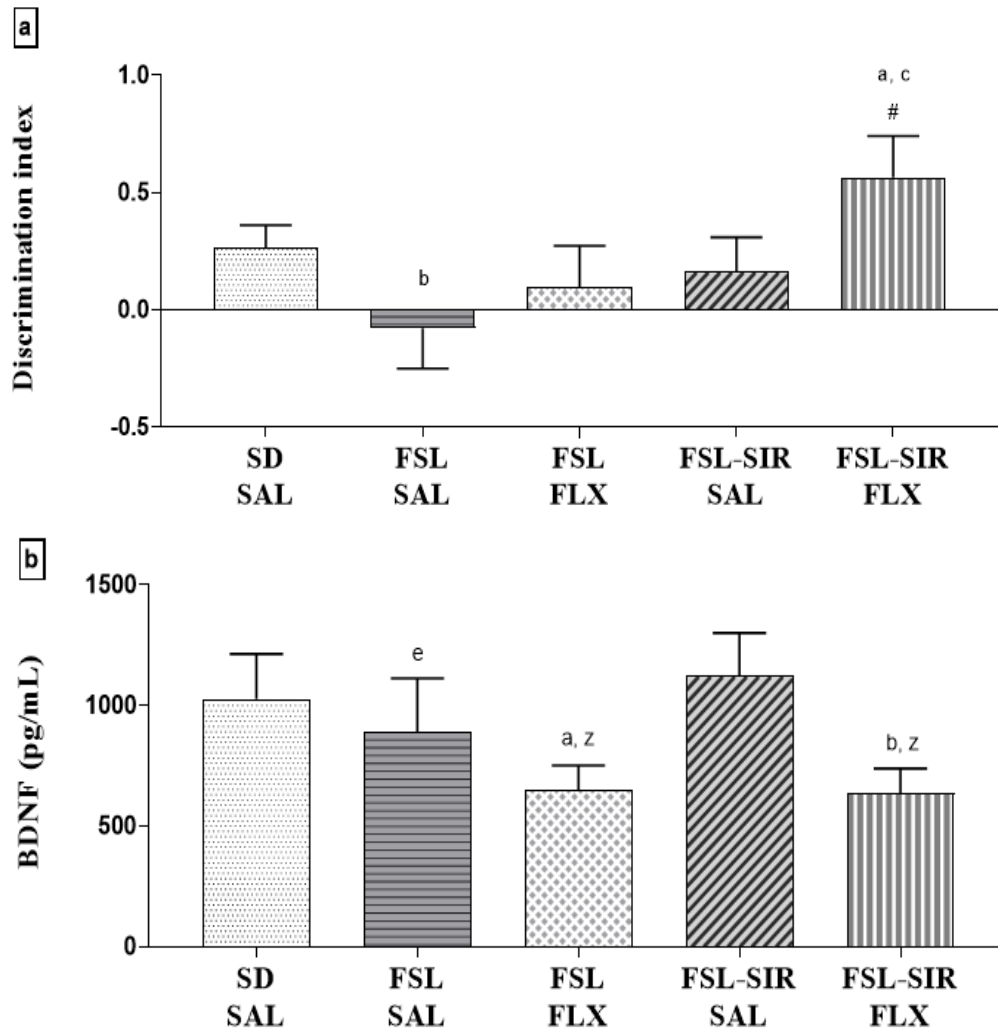 a
Discrimination index
1.0
0.5
0.0
-0.5
b
a, c
#
SD FSL FSL FSL-SIR FSL-SIR
SAL SAL FLX SAL FLX
b
BDNF (pg/mL)
1500
1000
500
0
e
a, z
b, z
SD FSL FSL FSL-SIR FSL-SIR
SAL SAL FLX SAL FLX